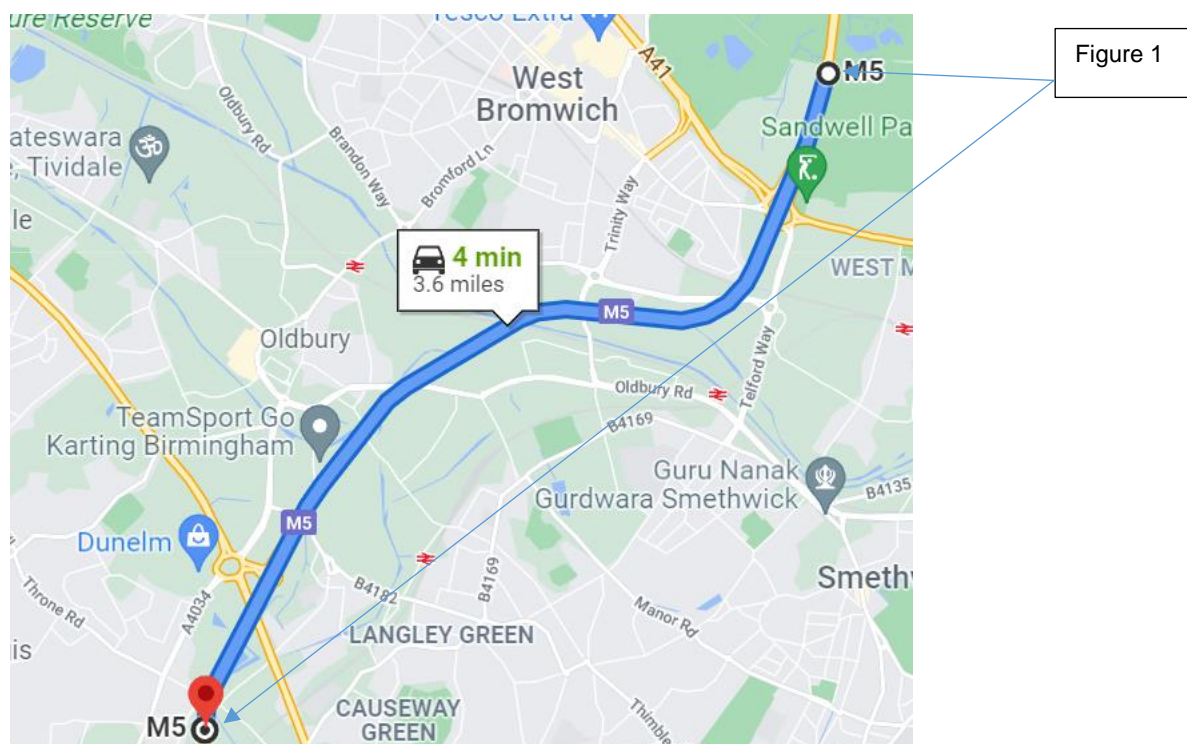 ure Reserve
Tesco Extra
A41
M5
Figure 1
West
Bromwich
Sandwell Pa
Oldbury Rd
Brandon Way
Bromford Ln
ateswara
, Tividale
Trinity Way
le
4 min
3.6 miles
WEST M
M5
Oldbury
Telford Way
Oldbury Rd
TeamSport Go
Karting Birmingham
B4169
Guru Nanak
Gurdwara Smethwick
B4135
M5
Dunelm
Smethw
Throne Rd
A4034
B4182
B4169
Manor Rd
LANGLEY GREEN
is
CAUSEWAY
GREEN
Thimble
M5